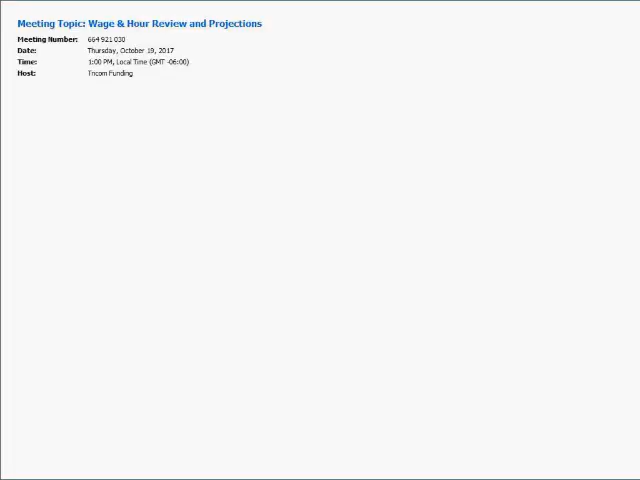 Meeting Topic: Wage & Hour Review and Projections
Meeting Number: 664 921 030
Date: Thursday, October 19, 2017
Time: 1:00 PM, Local Time (GMT -06:00)
Host: Tricom Funding